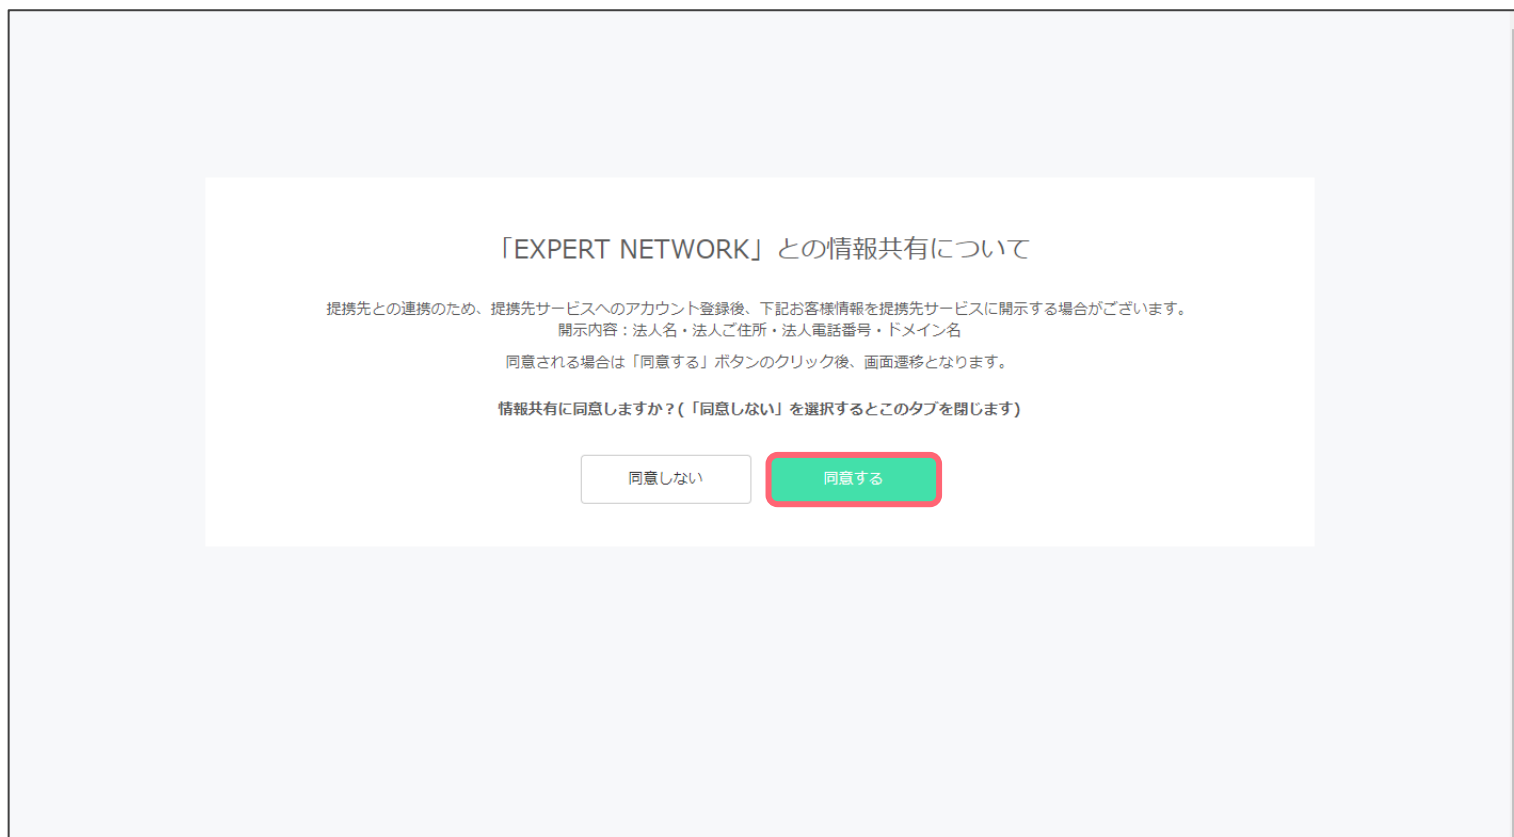 「EXPERT NETWORK」との情報共有について
提携先との連携のため、提携先サービスへのアカウント登録後、下記お客様情報を提携先サービスに開示する場合がございます。
開示内容：法人名・法人ご住所・法人電話番号・ドメイン名
同意される場合は「同意する」ボタンのクリック後、画面遷移となります。
情報共有に同意しますか？(「同意しない」を選択するとこのタブを閉じます)
同意しない
同意する